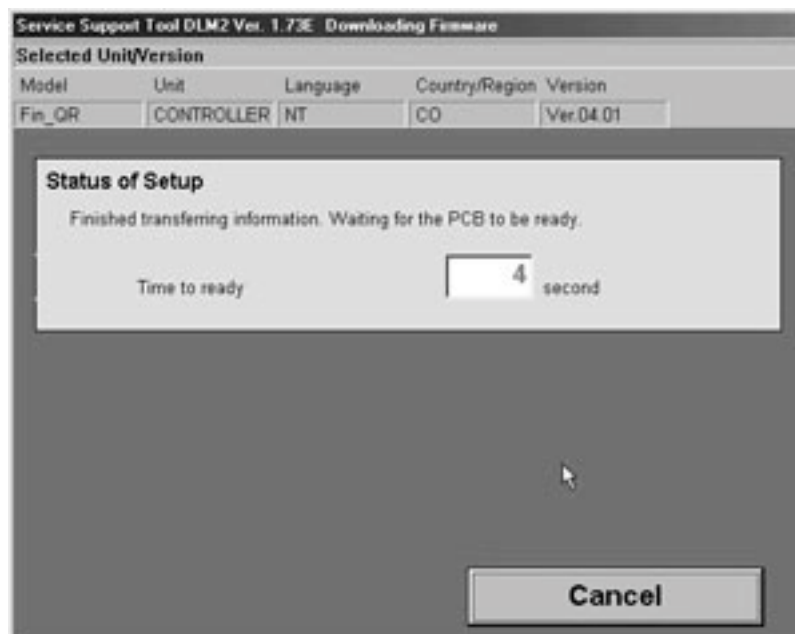 Service Support Tool DLM2 Ver. 1.73E Downloading Firmware
Selected Unit/Version
Model Unit Language Country/Region Version
Fin_QR CONTROLLER NT CO Ver.04.01
Status of Setup
Finished transferring information. Waiting for the PCB to be ready.
Time to ready 4 second
Cancel